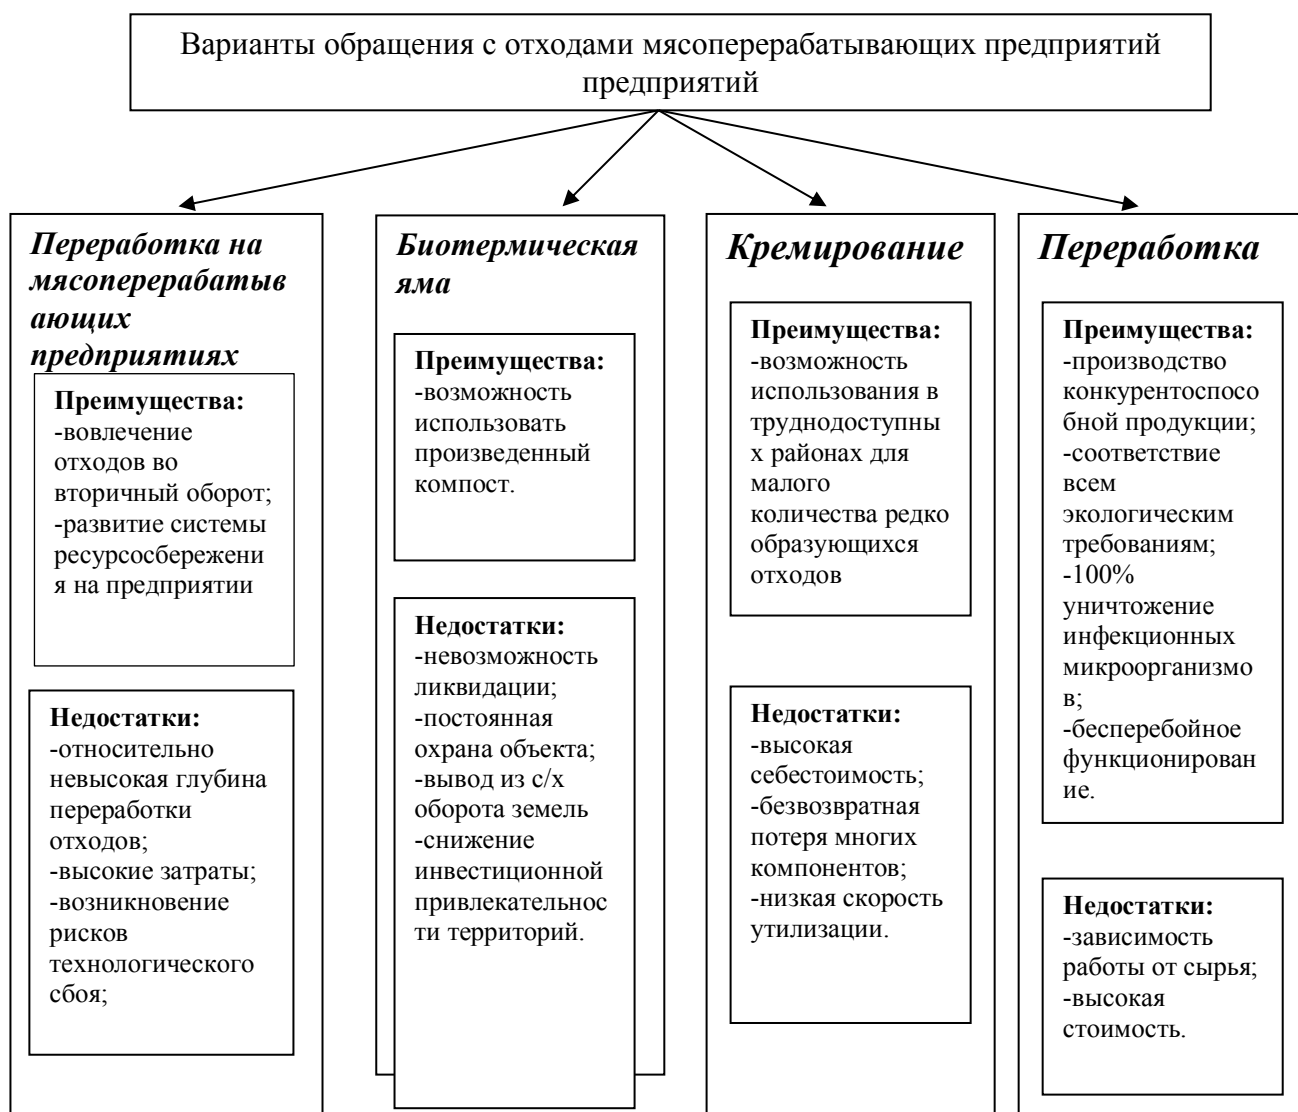 Варианты обращения с отходами мясоперерабатывающих предприятий
предприятий
Переработка на
мясоперерабатыв
ающих
предприятиях
Преимущества:
-вовлечение
отходов во
вторичный оборот;
-развитие системы
ресурсосбережени
я на предприятии
Недостатки:
-относительно
невысокая глубина
переработки
отходов;
-высокие затраты;
-возникновение
рисков
технологического
сбоя;
Биотермическая
яма
Преимущества:
-возможность
использовать
произведенный
компост.
Недостатки:
-невозможность
ликвидации;
-постоянная
охрана объекта;
-вывод из с/х
оборота земель
-снижение
инвестиционной
привлекательнос
ти территорий.
Кремирование
Преимущества:
-возможность
использования в
труднодоступны
х районах для
малого
количества редко
образующихся
отходов
Недостатки:
-высокая
себестоимость;
-безвозвратная
потеря многих
компонентов;
-низкая скорость
утилизации.
Переработка
Преимущества:
-производство
конкурентоспосо
бной продукции;
-соответствие
всем
экологическим
требованиям;
-100%
уничтожение
инфекционных
микроорганизмо
в;
-бесперебойное
функционирован
ие.
Недостатки:
-зависимость
работы от сырья;
-высокая
стоимость.